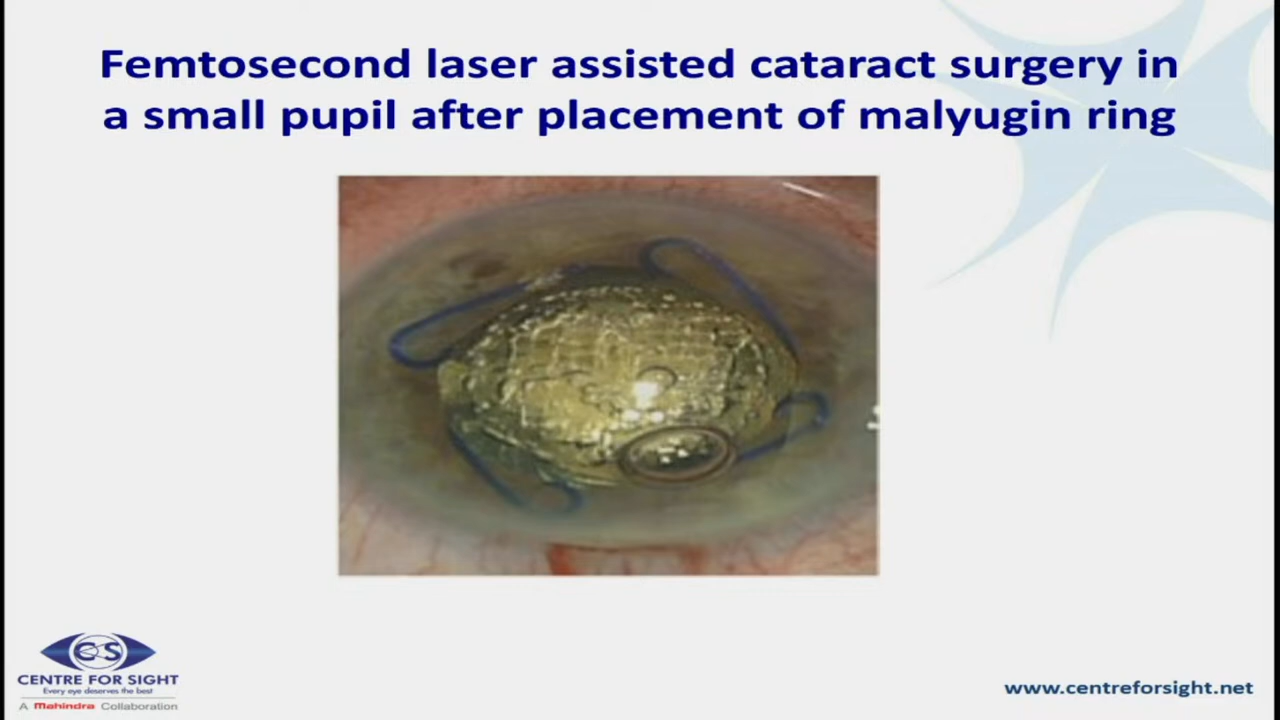 Femtosecond laser assisted cataract surgery in
a small pupil after placement of malyugin ring
CS
CENTRE FOR SIGHT
Every eye deserves the best
A Mahindra Collaboration
www.centreforsight.net